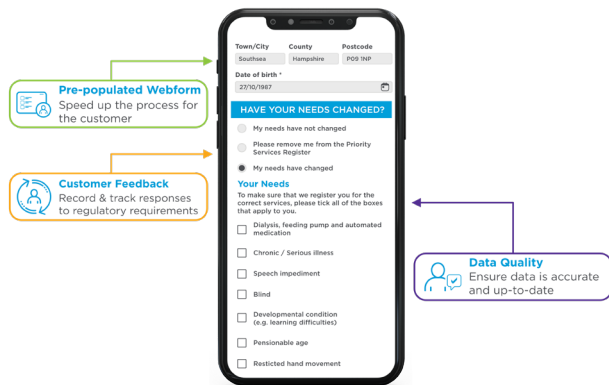 Town/City County Postcode
Southsea Hampshire P09 1NP
Date of birth *
27/10/1987
HAVE YOUR NEEDS CHANGED?
My needs have not changed
Please remove me from the Priority
Services Register
My needs have changed
Your Needs
To make sure that we register you for the
correct services, please tick all of the boxes
that apply to you.
Dialysis, feeding pump and automated
medication
Chronic / Serious illness
Speech impediment
Blind
Developmental condition
(e.g. learning difficulties)
Pensionable age
Resticted hand movement
Pre-populated Webform
Speed up the process for
the customer
Customer Feedback
Record & track responses
to regulatory requirements
Data Quality
Ensure data is accurate
and up-to-date